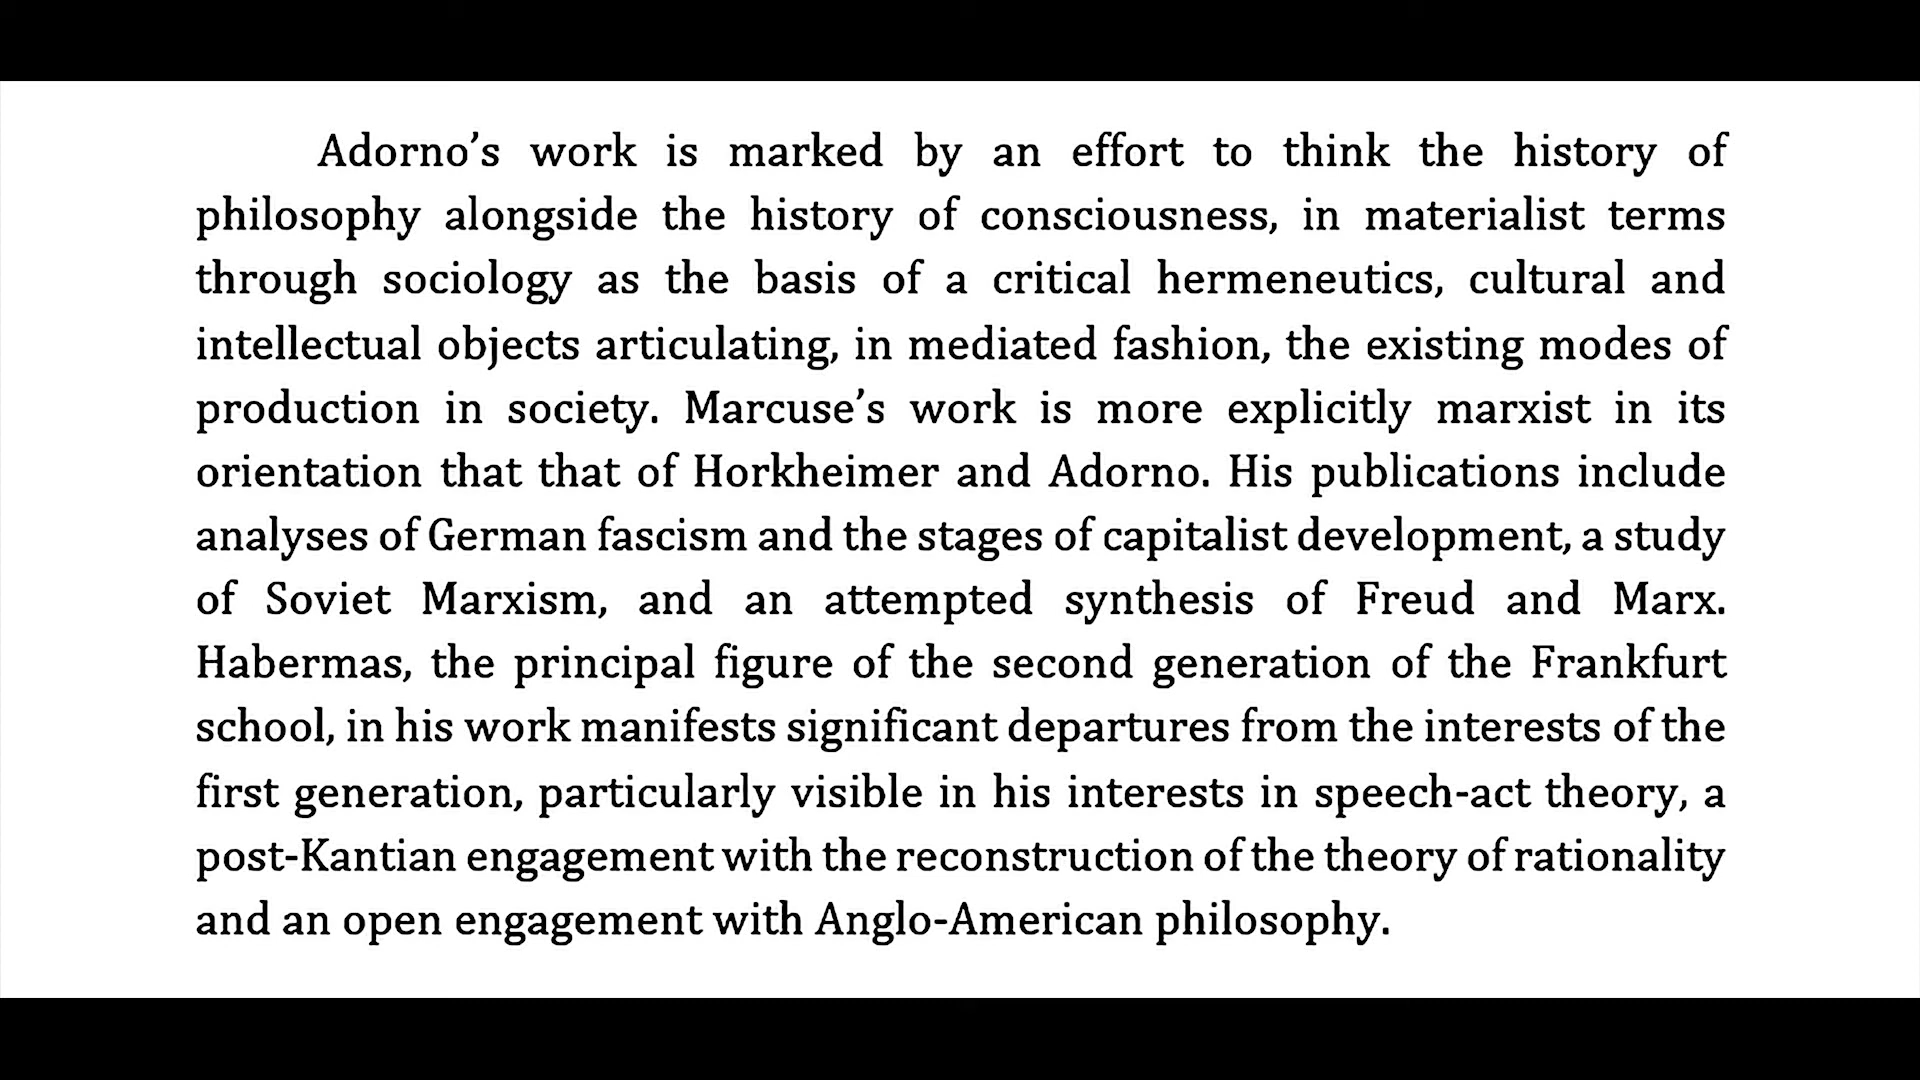 Adorno’s work is marked by an effort to think the history of
philosophy alongside the history of consciousness, in materialist terms
through sociology as the basis of a critical hermeneutics, cultural and
intellectual objects articulating, in mediated fashion, the existing modes of
production in society. Marcuse’s work is more explicitly marxist in its
orientation that that of Horkheimer and Adorno. His publications include
analyses of German fascism and the stages of capitalist development, a study
of Soviet Marxism, and an attempted synthesis of Freud and Marx.
Habermas, the principal figure of the second generation of the Frankfurt
school, in his work manifests significant departures from the interests of the
first generation, particularly visible in his interests in speech-act theory, a
post-Kantian engagement with the reconstruction of the theory of rationality
and an open engagement with Anglo-American philosophy.